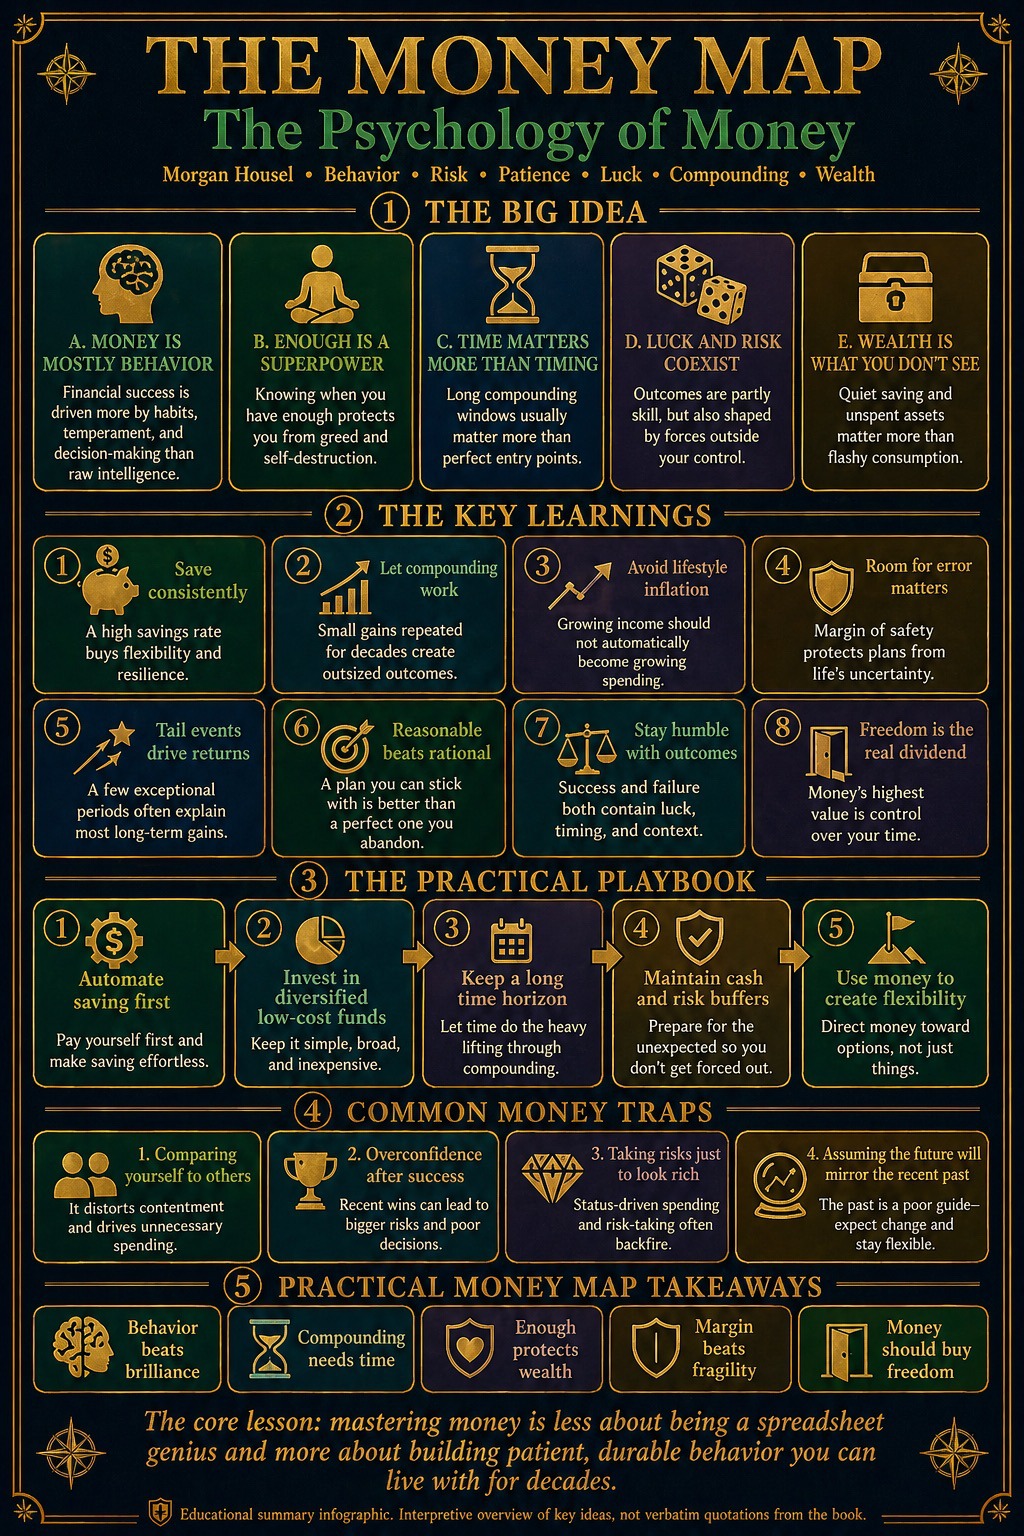 THE MONEY MAP
The Psychology of Money
Morgan Housel • Behavior • Risk • Patience • Luck • Compounding • Wealth
1 THE BIG IDEA
A. MONEY IS
MOSTLY BEHAVIOR
Financial success is
driven more by habits,
temperament, and
decision-making than
raw intelligence.
B. ENOUGH IS A
SUPERPOWER
Knowing when you
have enough protects
you from greed and
self-destruction.
C. TIME MATTERS
MORE THAN TIMING
Long compounding
windows usually
matter more than
perfect entry points.
D. LUCK AND RISK
COEXIST
Outcomes are partly
skill, but also shaped
by forces outside
your control.
E. WEALTH IS
WHAT YOU DON'T SEE
Quiet saving and
unspent assets
matter more than
flashy consumption.
2 THE KEY LEARNINGS
1
$
Save
consistently
A high savings rate
buys flexibility and
resilience.
2
Let compounding
work
Small gains repeated
for decades create
outsized outcomes.
3
Avoid lifestyle
inflation
Growing income should
not automatically
become growing
spending.
4
Room for error
matters
Margin of safety
protects plans from
life's uncertainty.
5
Tail events
drive returns
A few exceptional
periods often explain
most long-term gains.
6
Reasonable
beats rational
A plan you can stick
with is better than
a perfect one you
abandon.
7
Stay humble
with outcomes
Success and failure
both contain luck,
timing, and context.
8
Freedom is the
real dividend
Money's highest
value is control
over your time.
3 THE PRACTICAL PLAYBOOK
1
$
Automate
saving first
Pay yourself first and
make saving effortless.
2
Invest in
diversified
low-cost funds
Keep it simple, broad,
and inexpensive.
3
Keep a long
time horizon
Let time do the heavy
lifting through
compounding.
4
Maintain cash
and risk buffers
Prepare for the
unexpected so you
don't get forced out.
5
Use money to
create flexibility
Direct money toward
options, not just
things.
4 COMMON MONEY TRAPS
1. Comparing
yourself to others
It distorts contentment
and drives unnecessary
spending.
2. Overconfidence
after success
Recent wins can lead to
bigger risks and poor
decisions.
3. Taking risks just
to look rich
Status-driven spending
and risk-taking often
backfire.
4. Assuming the future will
mirror the recent past
The past is a poor guide—
expect change and
stay flexible.
5 PRACTICAL MONEY MAP TAKEAWAYS
Behavior
beats
brilliance
Compounding
needs time
Enough
protects
wealth
Margin
beats
fragility
Money
should buy
freedom
The core lesson: mastering money is less about being a spreadsheet
genius and more about building patient, durable behavior you can
live with for decades.
Educational summary infographic. Interpretive overview of key ideas, not verbatim quotations from the book.